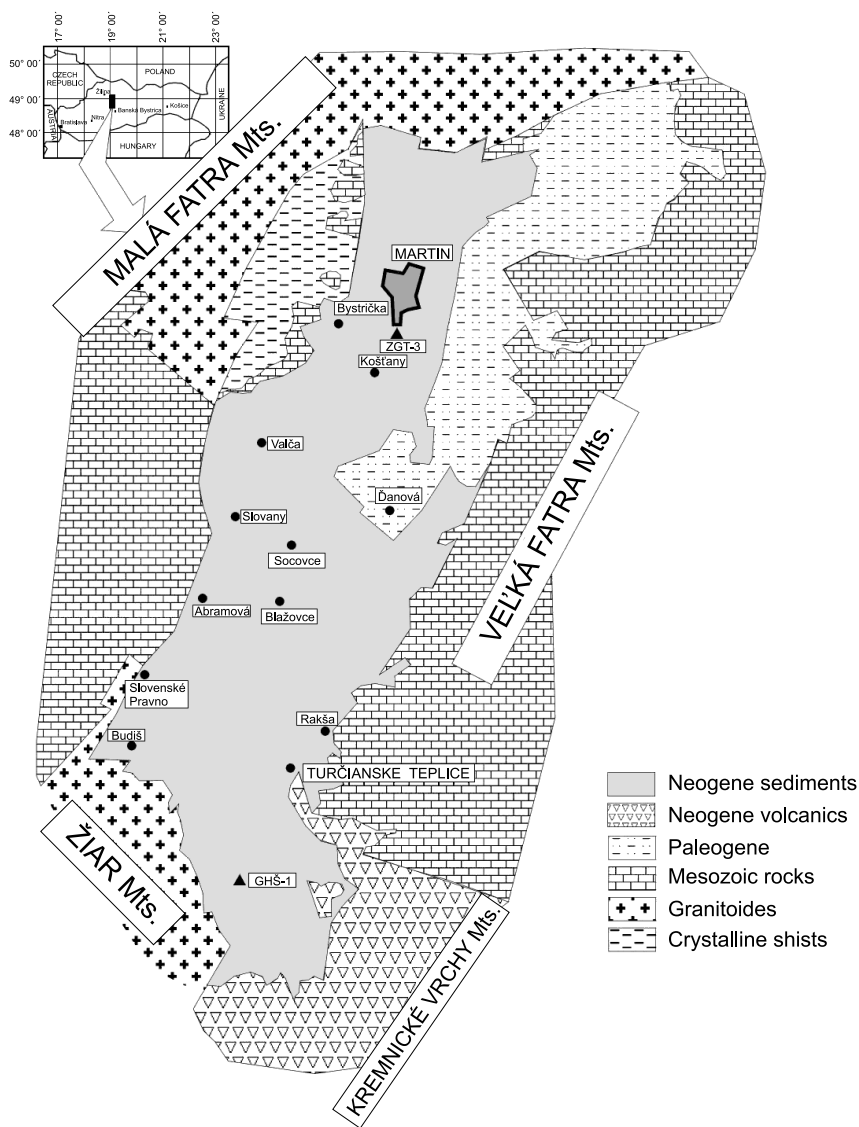 17° 00´
19° 00´
21° 00´
23° 00´
50° 00´
49° 00´
48° 00´
CZECH
REPUBLIC
POLAND
UKRAINE
Žilipa
Banská Bystrica
Košice
AUSTRIA
Bratislava
Nitra
HUNGARY
MALÁ FATRA Mts.
MARTIN
Bystrička
ZGT-3
Košťany
Valča
Ďanová
Slovany
Socovce
VEĽKÁ FATRA Mts.
Abramová
Blažovce
Slovenské
Pravno
Rakša
Budiš
TURČIANSKE TEPLICE
ŽIAR Mts.
GHŠ-1
KREMNICKÉ VRCHY Mts.
Neogene sediments
Neogene volcanics
Paleogene
Mesozoic rocks
Granitoides
Crystalline shists